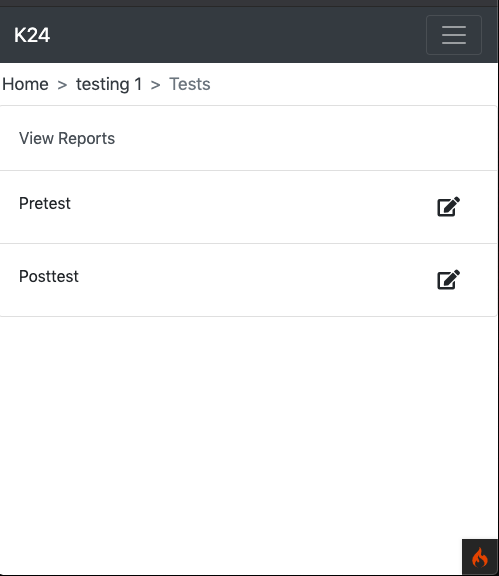 K24
Home > testing 1 > Tests
View Reports
Pretest
Posttest